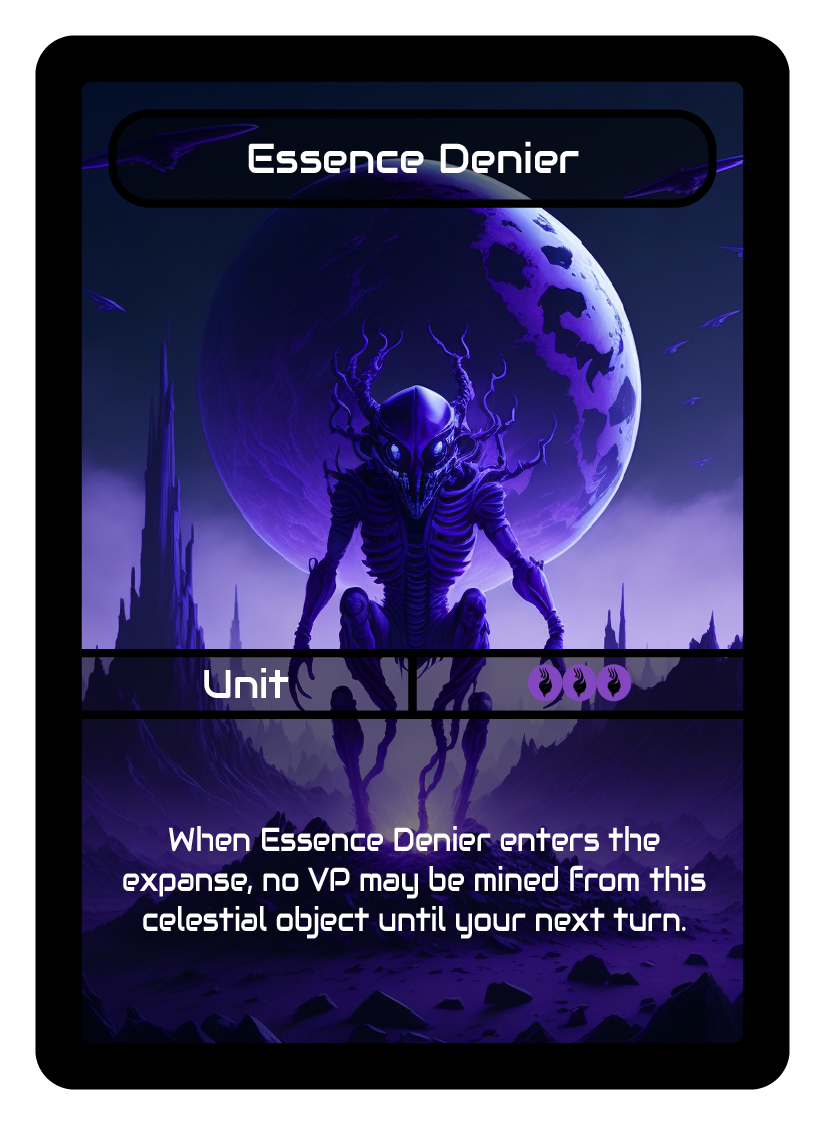 Essence Denier
Unit
When Essence Denier enters the
expanse, no VP may be mined from this
celestial object until your next turn.